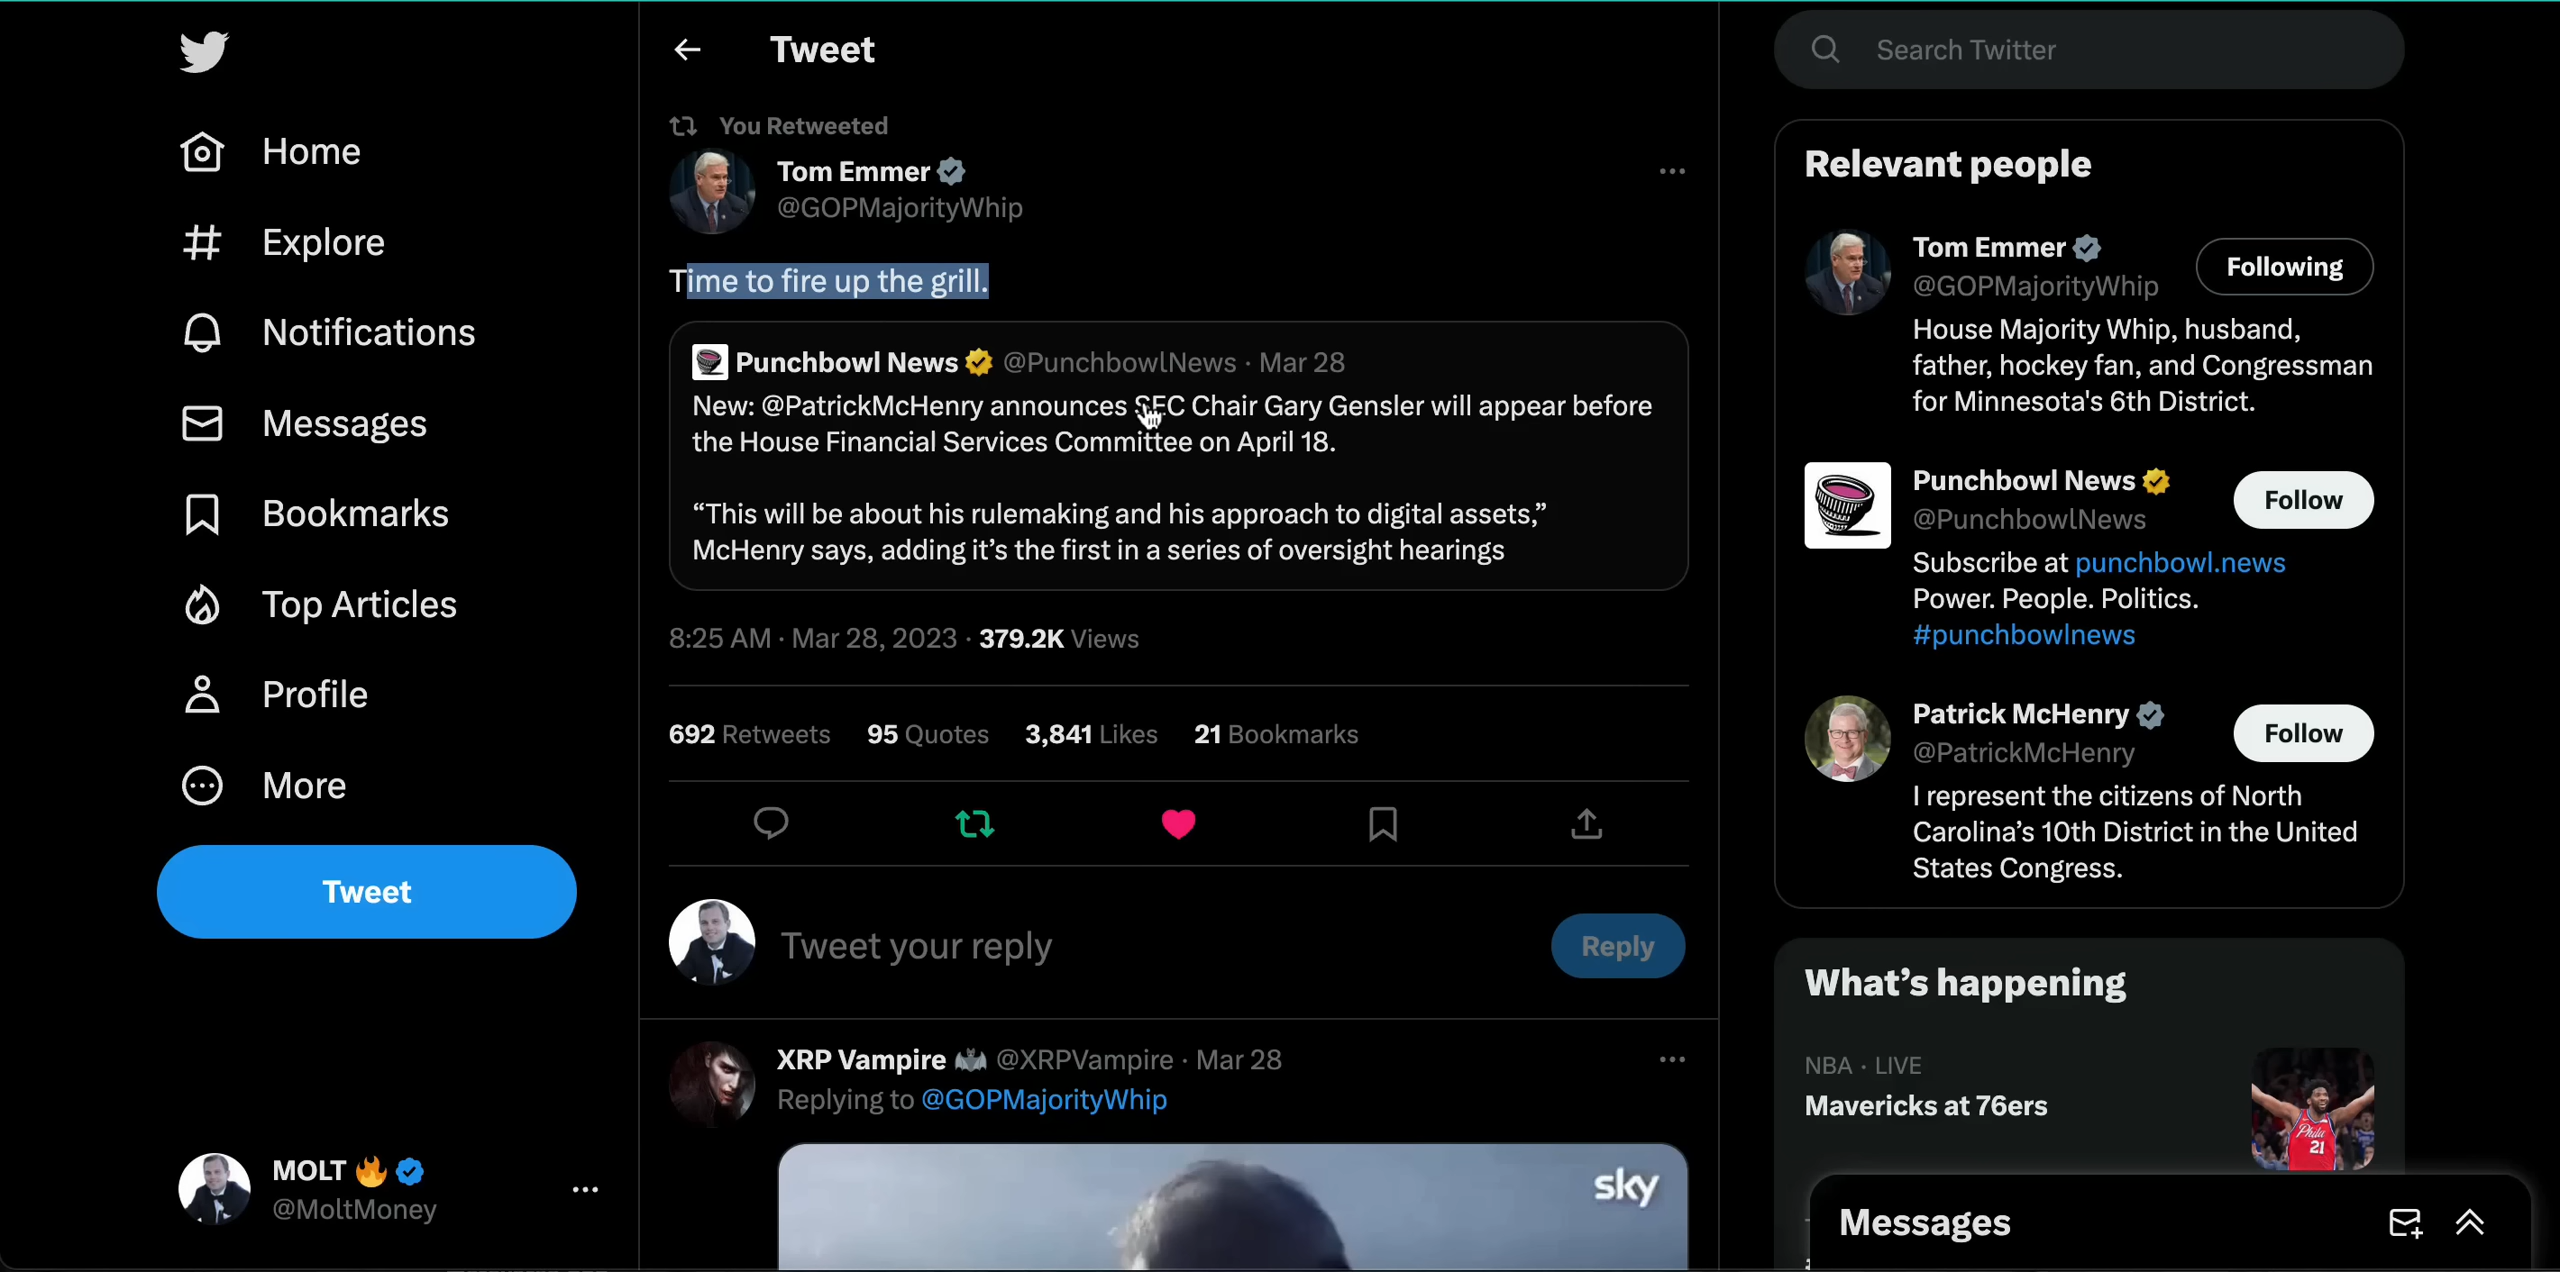 Home
Explore
Notifications
Messages
Bookmarks
Top Articles
Profile
More
Tweet
MOLT
@MoltMoney
Tweet
You Retweeted
Tom Emmer
@GOPMajorityWhip
Time to fire up the grill.
Punchbowl News @PunchbowlNews · Mar 28
New: @PatrickMcHenry announces SEC Chair Gary Gensler will appear before
the House Financial Services Committee on April 18.
“This will be about his rulemaking and his approach to digital assets,”
McHenry says, adding it’s the first in a series of oversight hearings
8:25 AM · Mar 28, 2023 · 379.2K Views
692 Retweets 95 Quotes 3,841 Likes 21 Bookmarks
Tweet your reply
Reply
XRP Vampire @XRPVampire · Mar 28
Replying to @GOPMajorityWhip
sky
Search Twitter
Relevant people
Tom Emmer
@GOPMajorityWhip
Following
House Majority Whip, husband,
father, hockey fan, and Congressman
for Minnesota's 6th District.
Punchbowl News
@PunchbowlNews
Follow
Subscribe at punchbowl.news
Power. People. Politics.
#punchbowlnews
Patrick McHenry
@PatrickMcHenry
Follow
I represent the citizens of North
Carolina’s 10th District in the United
States Congress.
What’s happening
NBA · LIVE
Mavericks at 76ers
Phila
21
Messages